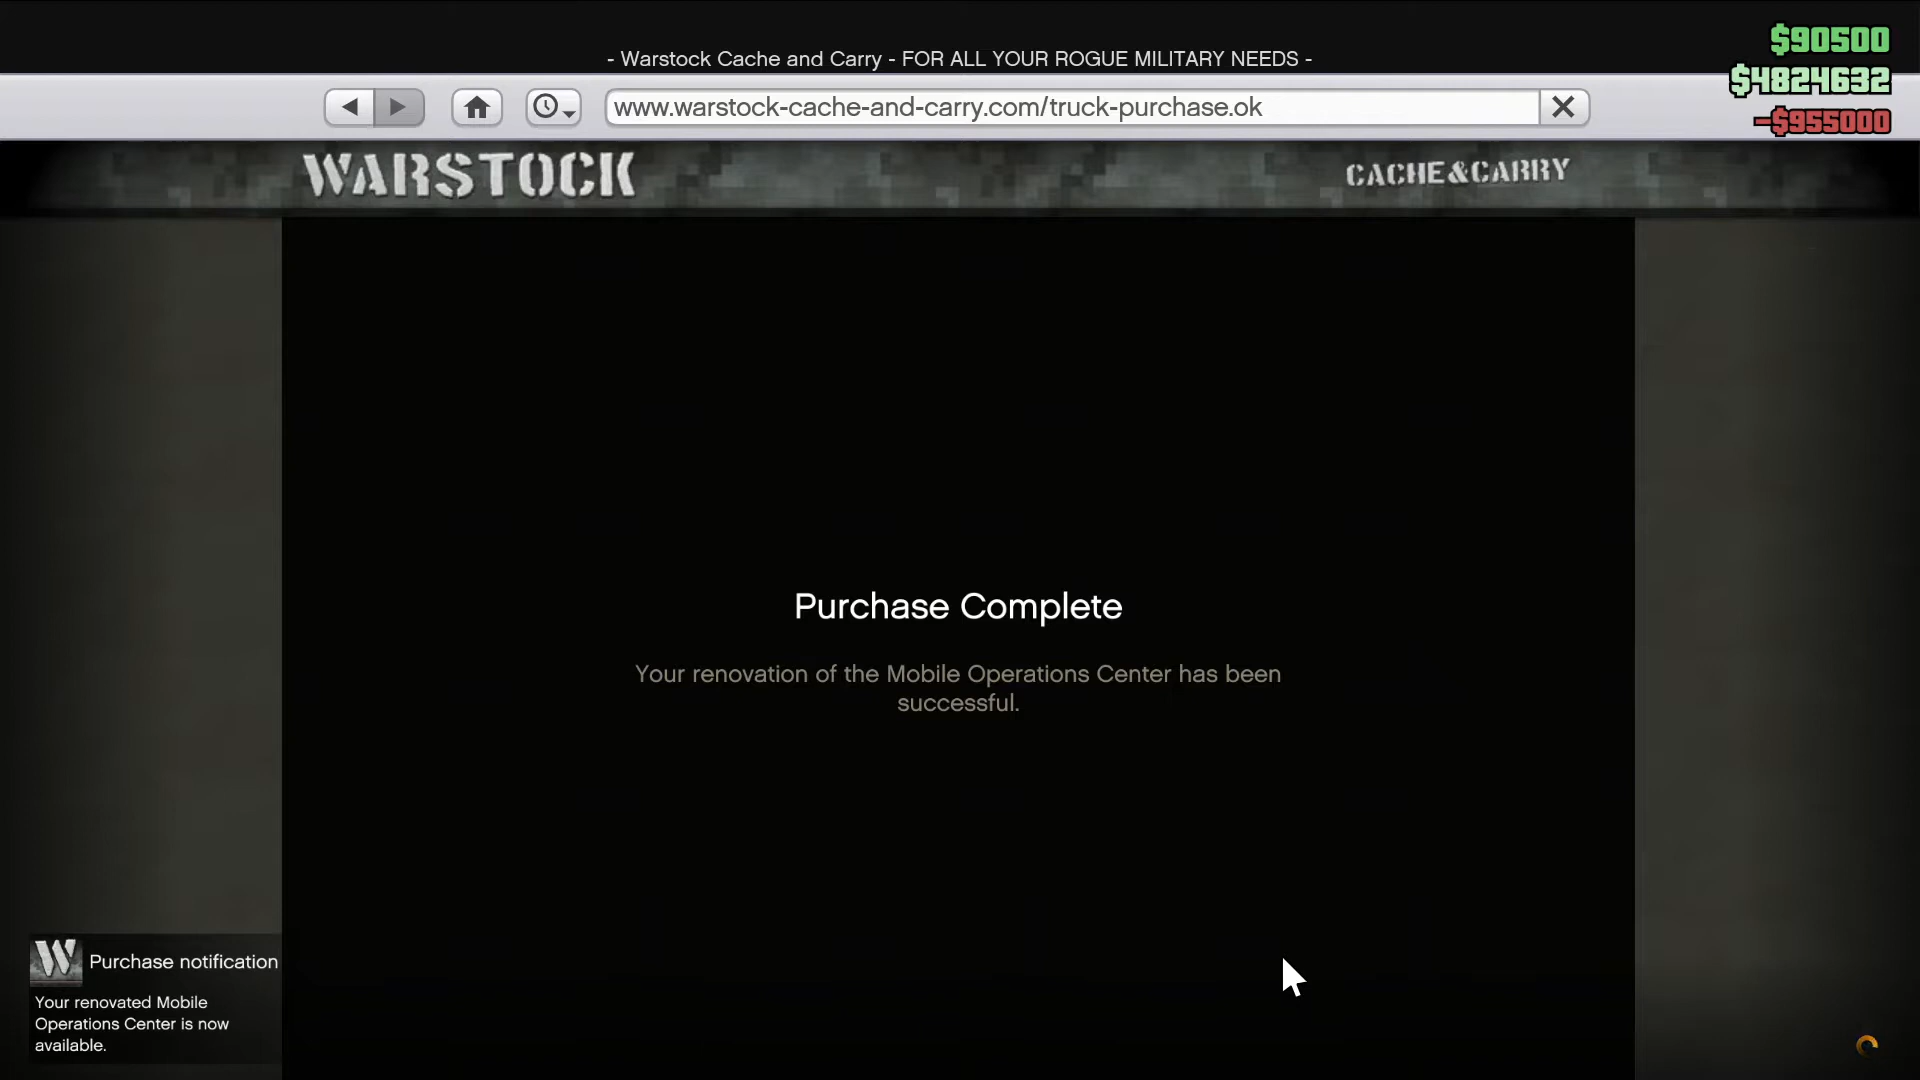 - Warstock Cache and Carry - FOR ALL YOUR ROGUE MILITARY NEEDS -
$90500
$4824632
-$955000
www.warstock-cache-and-carry.com/truck-purchase.ok
WARSTOCK
CACHE&CARRY
Purchase Complete
Your renovation of the Mobile Operations Center has been
successful.
W
Purchase notification
Your renovated Mobile
Operations Center is now
available.